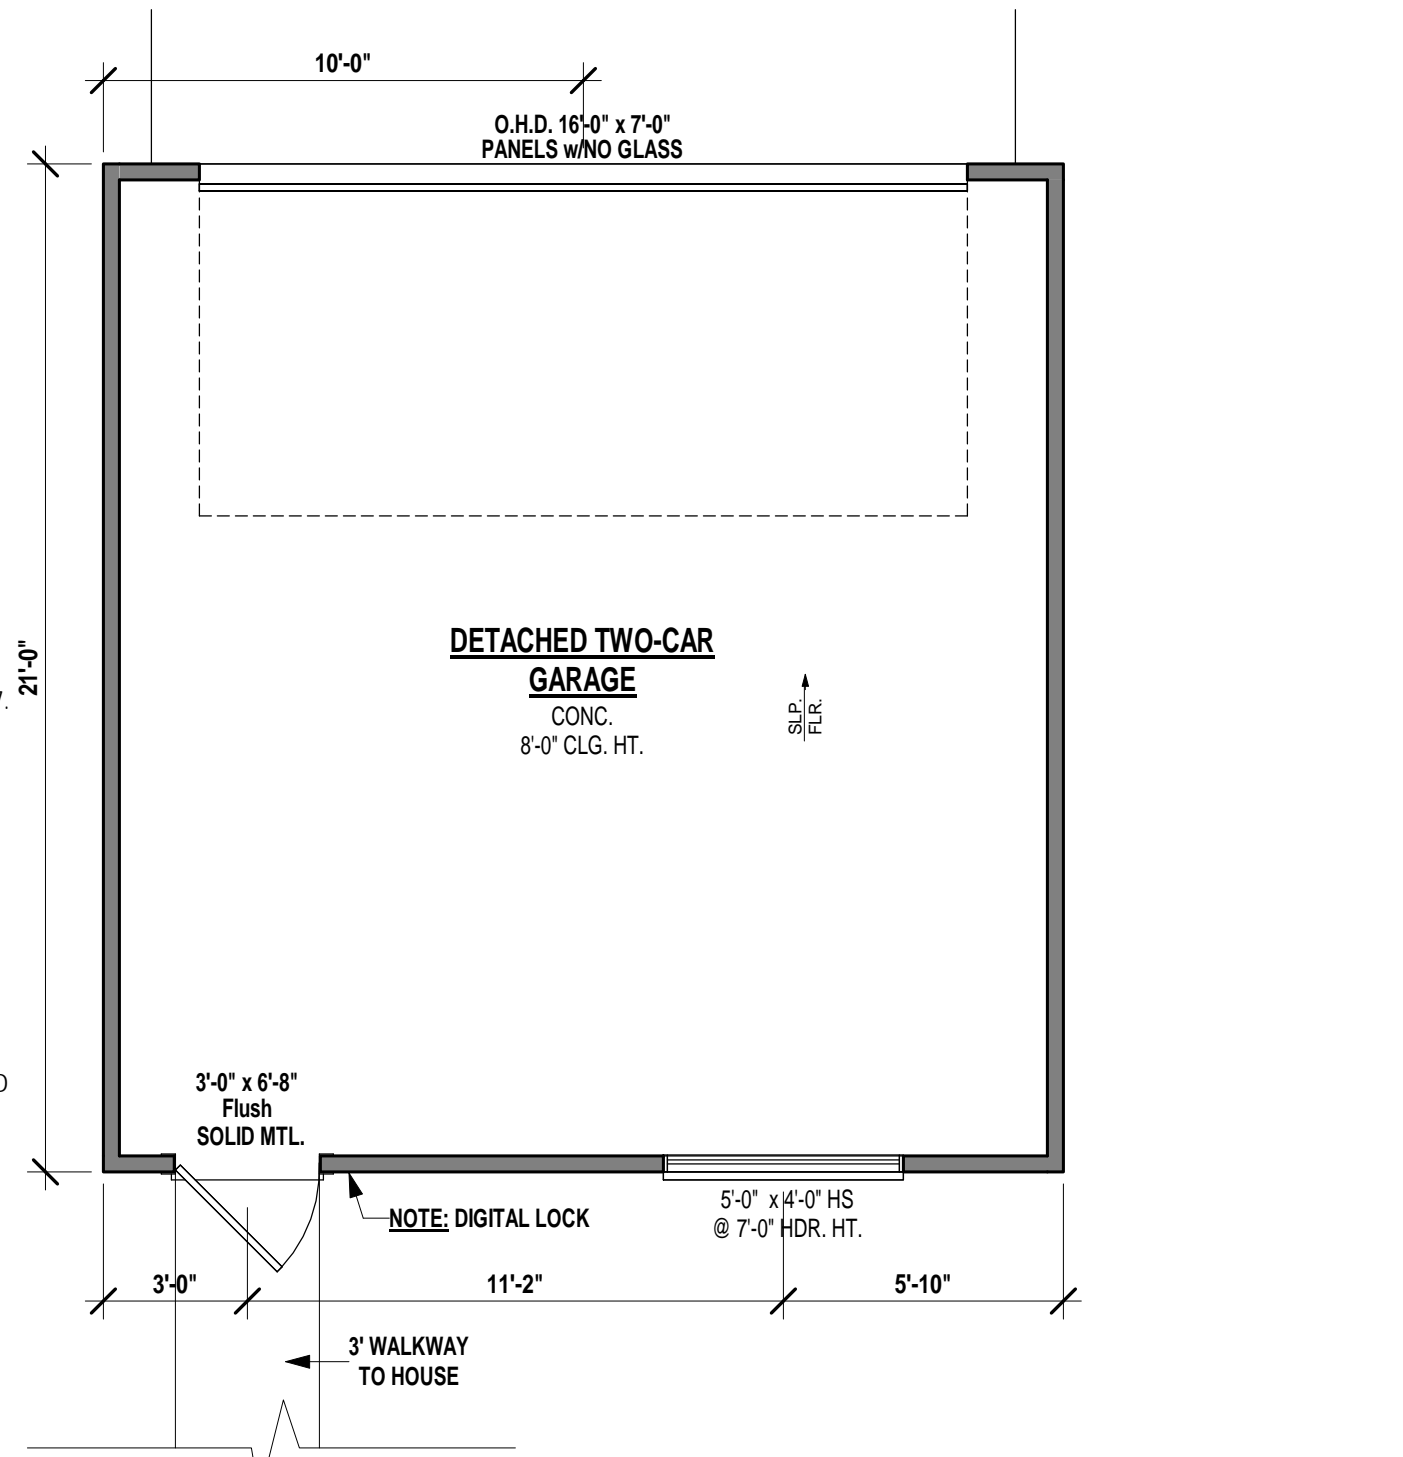 10'-0"
O.H.D. 16'-0" x 7'-0"
PANELS w/NO GLASS
21'-0"
DETACHED TWO-CAR
GARAGE
CONC.
8'-0" CLG. HT.
SLP.
FLR.
3'-0" x 6'-8"
Flush
SOLID MTL.
NOTE: DIGITAL LOCK
5'-0" x 4'-0" HS
@ 7'-0" HDR. HT.
3'-0"
11'-2"
5'-10"
3' WALKWAY
TO HOUSE